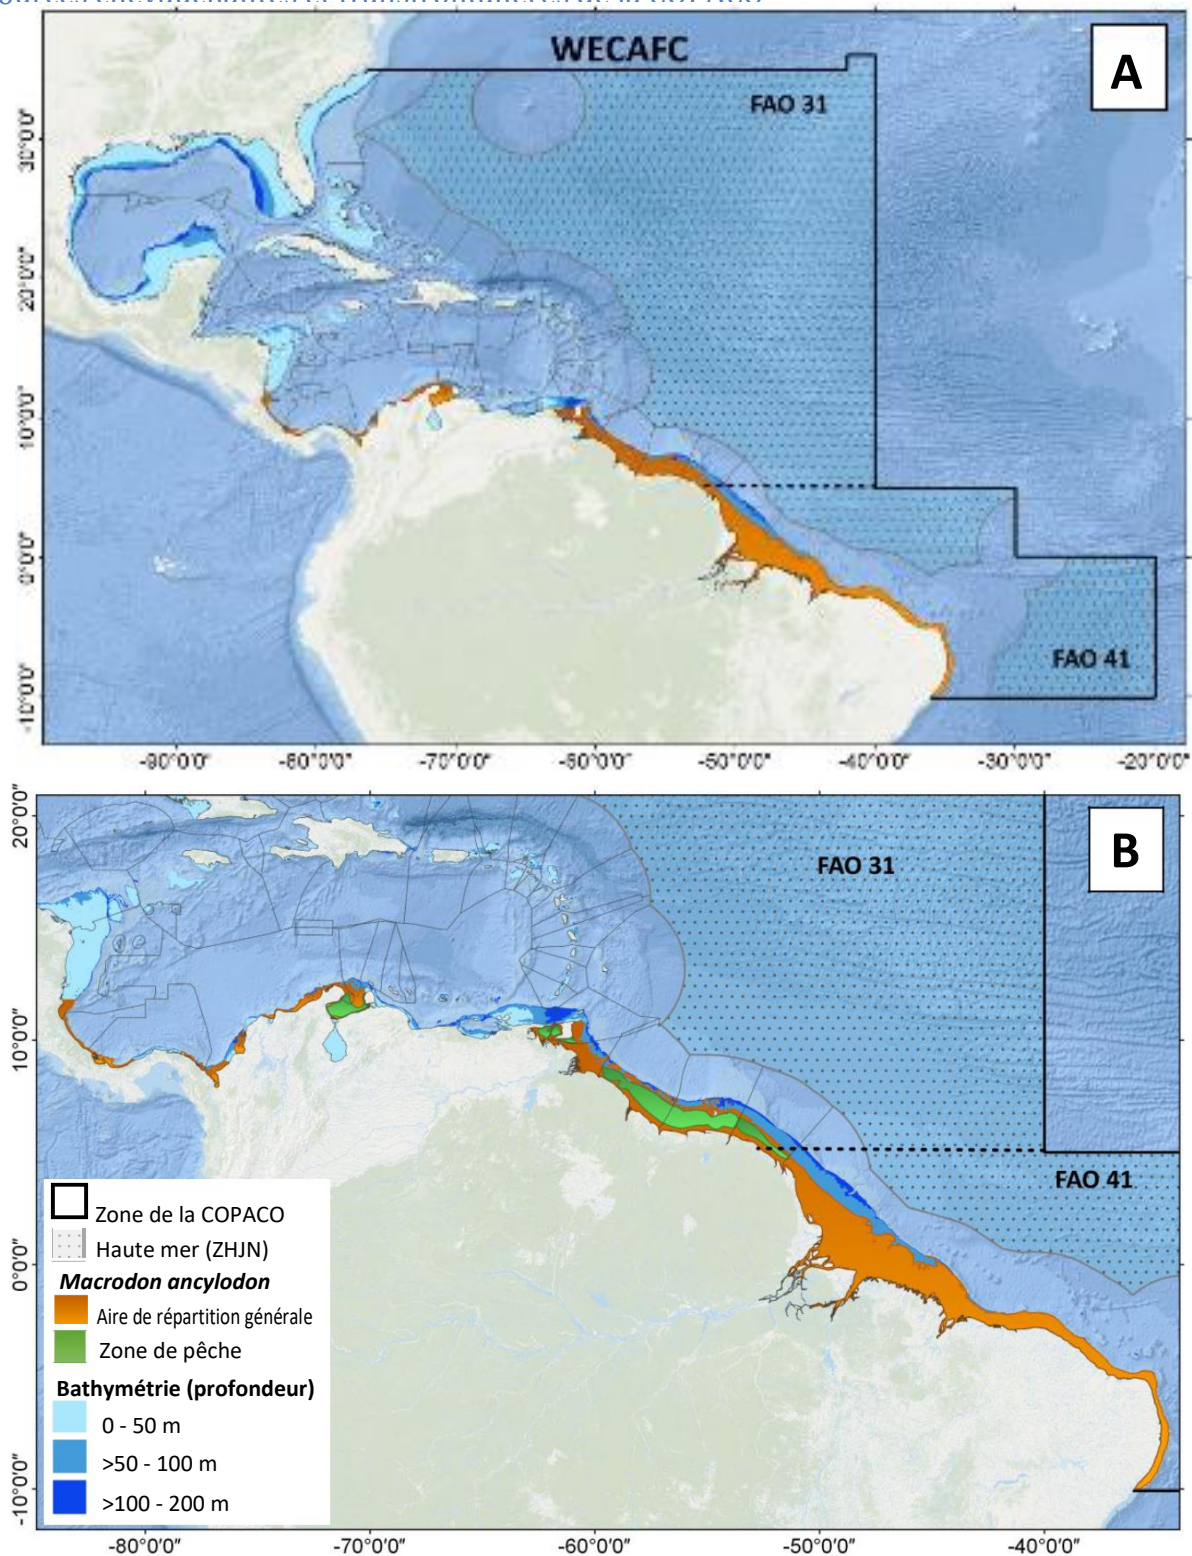 WECAFC
A
FAO 31
30°0'0"
20°0'0"
10°0'0"
0°0'0"
-10°0'0"
FAO 41
-90°0'0"
-80°0'0"
-70°0'0"
-60°0'0"
-50°0'0"
-40°0'0"
-30°0'0"
-20°0'0"
B
FAO 31
20°0'0"
10°0'0"
0°0'0"
-10°0'0"
FAO 41
Zone de la COPACO
Haute mer (ZHJN)
Macrodon ancylodon
Aire de répartition générale
Zone de pêche
Bathymétrie (profondeur)
0 - 50 m
>50 - 100 m
>100 - 200 m
-80°0'0"
-70°0'0"
-60°0'0"
-50°0'0"
-40°0'0"